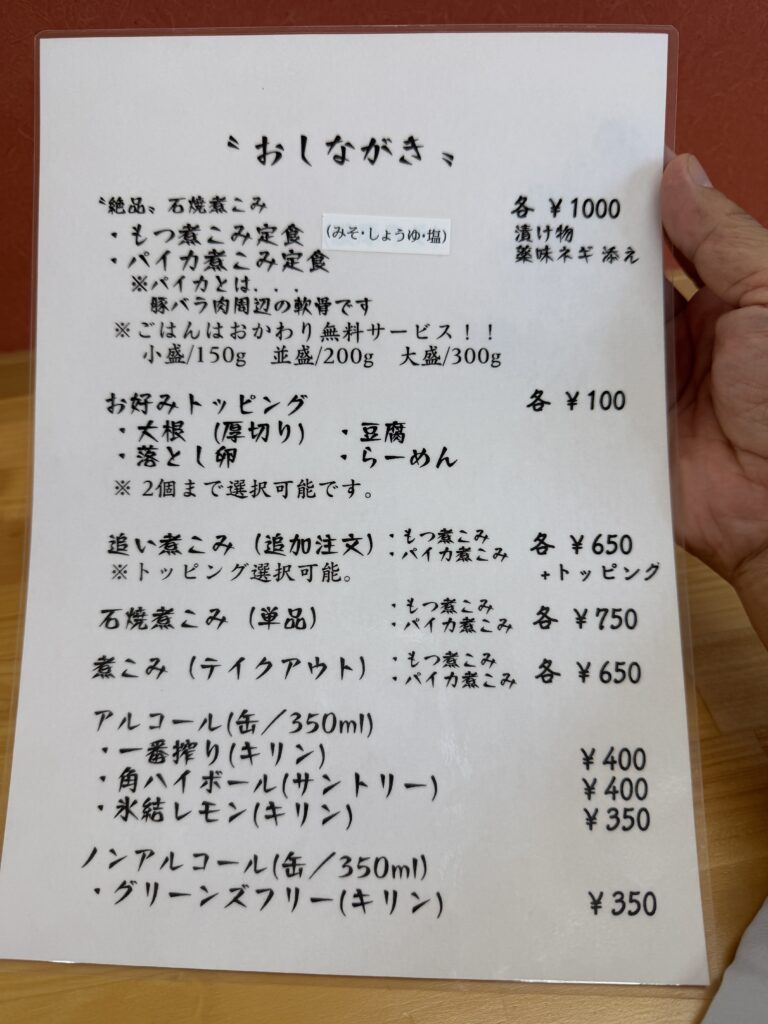 〝おしながき〟
〝絶品〟石焼煮こみ 各 ¥1000
・もつ煮こみ定食 (みそ・しょうゆ・塩) 漬け物
・パイカ煮こみ定食 薬味ネギ 添え
※パイカとは．．．
豚バラ肉周辺の軟骨です
※ごはんはおかわり無料サービス！！
小盛/150g 並盛/200g 大盛/300g
お好みトッピング 各 ¥100
・大根 (厚切り) ・豆腐
・落とし卵 ・らーめん
※ 2個まで選択可能です。
追い煮こみ (追加注文) ・もつ煮こみ 各 ¥650
・パイカ煮こみ
※トッピング選択可能。 +トッピング
石焼煮こみ (単品) ・もつ煮こみ 各 ¥750
・パイカ煮こみ
煮こみ (テイクアウト) ・もつ煮こみ 各 ¥650
・パイカ煮こみ
アルコール(缶／350ml)
・一番搾り(キリン) ¥400
・角ハイボール(サントリー) ¥400
・氷結レモン(キリン) ¥350
ノンアルコール(缶／350ml)
・グリーンズフリー(キリン) ¥350